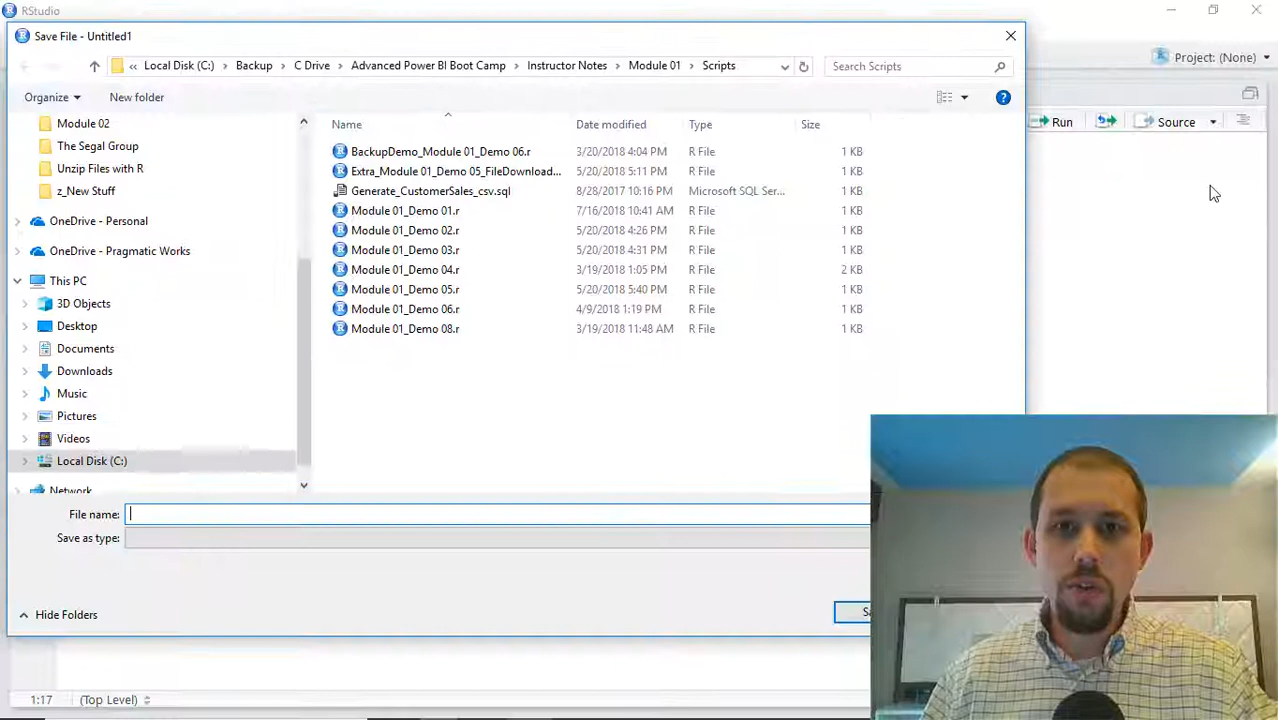 RStudio
Save File - Untitled1
Project: (None)
« Local Disk (C:) › Backup › C Drive › Advanced Power BI Boot Camp › Instructor Notes › Module 01 › Scripts
Search Scripts
Organize
New folder
Run
Source
Name
Date modified
Type
Size
Module 02
The Segal Group
Unzip Files with R
z_New Stuff
OneDrive - Personal
OneDrive - Pragmatic Works
This PC
3D Objects
Desktop
Documents
Downloads
Music
Pictures
Videos
Local Disk (C:)
Network
BackupDemo_Module 01_Demo 06.r 3/20/2018 4:04 PM R File 1 KB
Extra_Module 01_Demo 05_FileDownload... 5/20/2018 5:11 PM R File 1 KB
Generate_CustomerSales_csv.sql 8/28/2017 10:16 PM Microsoft SQL Ser... 1 KB
Module 01_Demo 01.r 7/16/2018 10:41 AM R File 1 KB
Module 01_Demo 02.r 5/20/2018 4:26 PM R File 1 KB
Module 01_Demo 03.r 5/20/2018 4:31 PM R File 1 KB
Module 01_Demo 04.r 3/19/2018 1:05 PM R File 2 KB
Module 01_Demo 05.r 5/20/2018 5:40 PM R File 1 KB
Module 01_Demo 06.r 4/9/2018 1:19 PM R File 1 KB
Module 01_Demo 08.r 3/19/2018 11:48 AM R File 1 KB
File name:
Save as type:
Hide Folders
1:17 (Top Level)